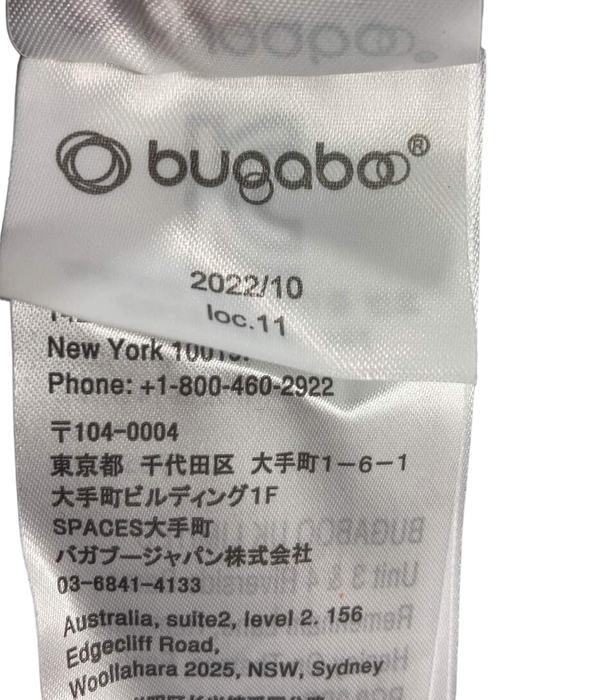 bugaboo®
2022/10
loc.11
New York
Phone: +1-800-460-2922
〒104-0004
東京都 千代田区 大手町1-6-1
大手町ビルディング1F
SPACES大手町
バガブージャパン株式会社
03-6841-4133
Australia, suite2, level 2. 156
Edgecliff Road,
Woollahara 2025, NSW, Sydney